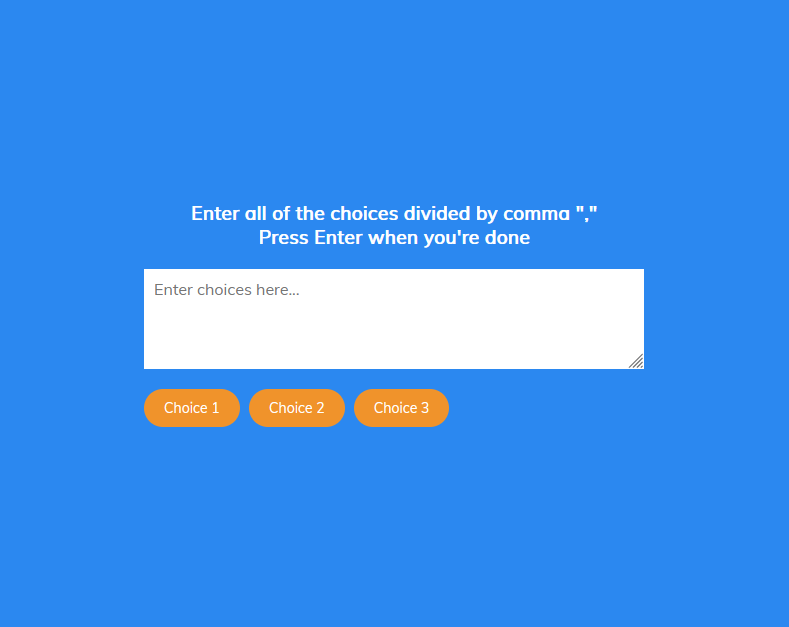 Enter all of the choices divided by comma ","
Press Enter when you're done
Enter choices here...
Choice 1 Choice 2 Choice 3